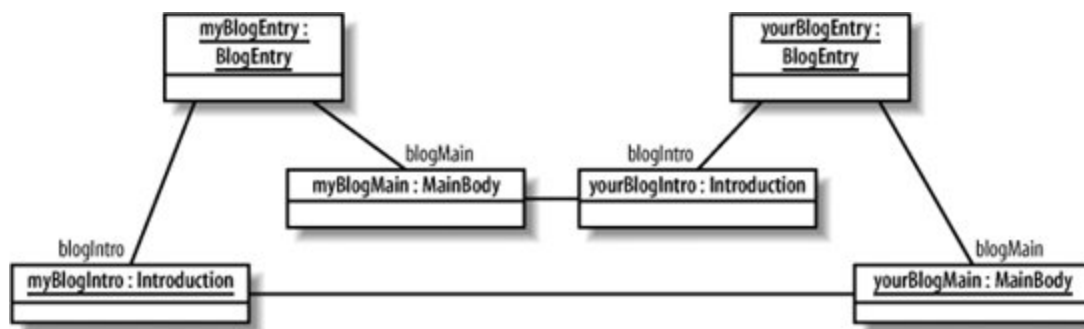 myBlogEntry :
BlogEntry
yourBlogEntry :
BlogEntry
blogMain
blogIntro
myBlogMain : MainBody
yourBlogIntro : Introduction
blogIntro
blogMain
myBlogIntro : Introduction
yourBlogMain : MainBody